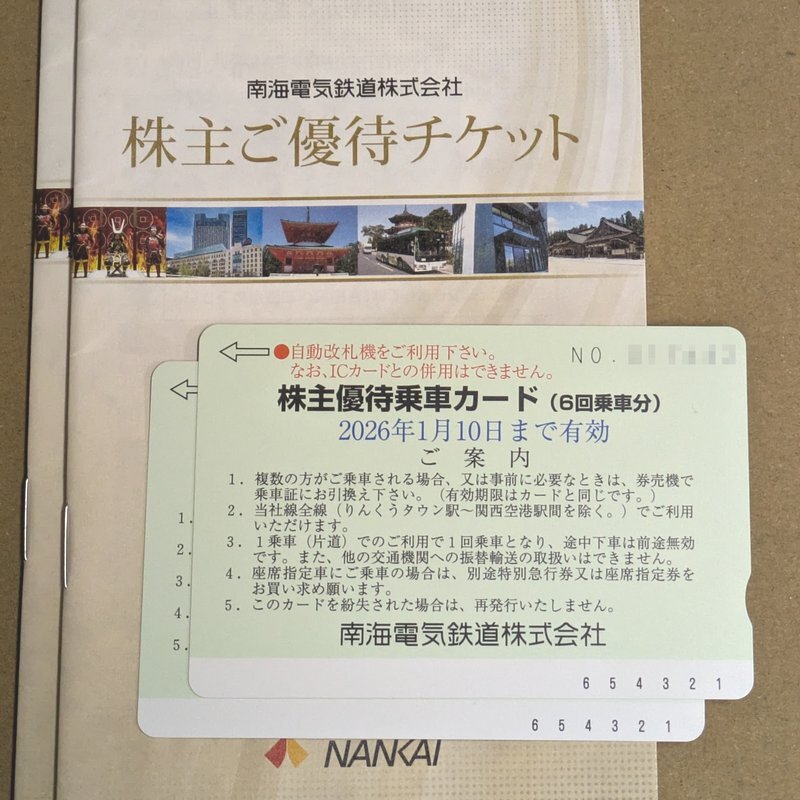 南海電気鉄道株式会社
株主ご優待チケット
●自動改札機をご利用下さい。
なお、ICカードとの併用はできません。
NO.
株主優待乗車カード（6回乗車分）
2026年1月10日まで有効
ご案内
1．複数の方がご乗車される場合、又は事前に必要なときは、券売機で
乗車証にお引換え下さい。（有効期限はカードと同じです。）
2．当社線全線（りんくうタウン駅～関西空港駅間を除く。）でご利用
いただけます。
3．1乗車（片道）でのご利用で1回乗車となり、途中下車は前途無効
です。また、他の交通機関への振替輸送の取扱いはできません。
4．座席指定車にご乗車の場合は、別途特別急行券又は座席指定券を
お買い求め願います。
5．このカードを紛失された場合は、再発行いたしません。
南海電気鉄道株式会社
6 5 4 3 2 1
1.
2.
3.
4.
5.
6 5 4 3 2 1
NANKAI